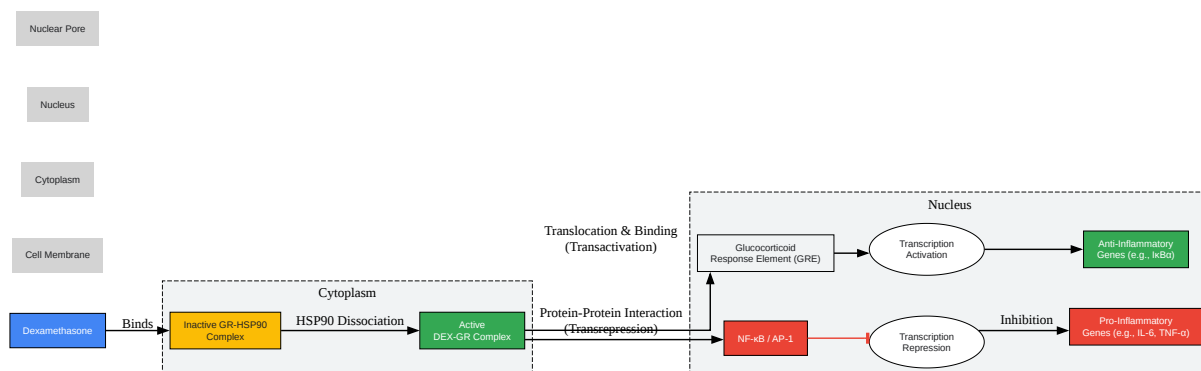 Nuclear Pore
Nucleus
Cytoplasm
Cell Membrane
Dexamethasone
Binds
Cytoplasm
Inactive GR-HSP90
Complex
HSP90 Dissociation
Active
DEX-GR Complex
Translocation & Binding
(Transactivation)
Protein-Protein Interaction
(Transrepression)
Nucleus
Glucocorticoid
Response Element (GRE)
Transcription
Activation
Anti-Inflammatory
Genes (e.g., IκBα)
NF-κB / AP-1
Transcription
Repression
Inhibition
Pro-Inflammatory
Genes (e.g., IL-6, TNF-α)